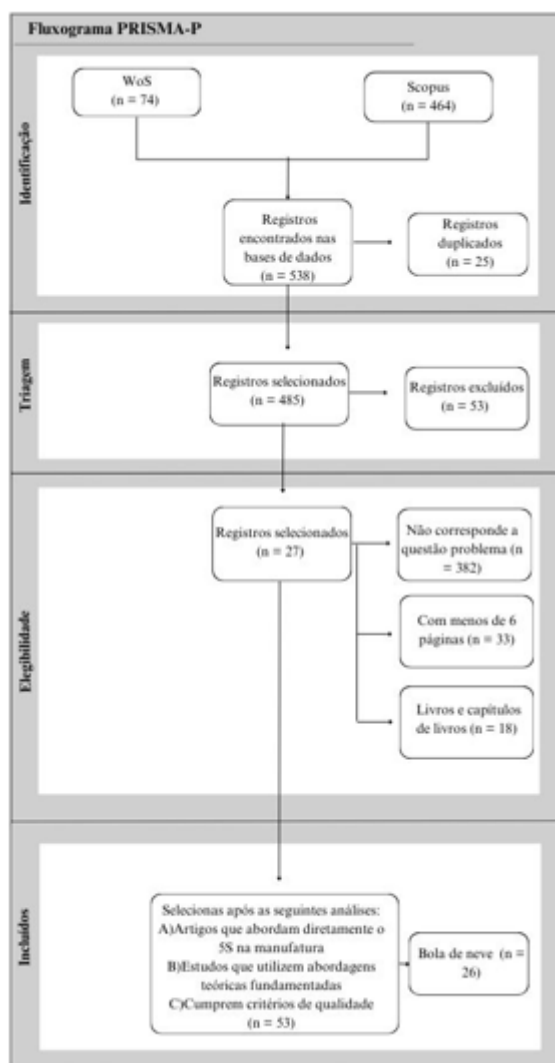 Fluxograma PRISMA-P
Identificação
WoS
(n = 74)
Scopus
(n = 464)
Registros
encontrados nas
bases de dados
(n = 538)
Registros
duplicados
(n = 25)
Triagem
Registros selecionados
(n = 485)
Registros excluídos
(n = 53)
Elegibilidade
Registros selecionados
(n = 27)
Não corresponde a
questão problema (n
= 382)
Com menos de 6
páginas (n = 33)
Livros e capítulos
de livros (n = 18)
Incluídos
Selecionas após as seguintes análises:
A)Artigos que abordam diretamente o
5S na manufatura
B)Estudos que utilizem abordagens
teóricas fundamentadas
C)Cumprem critérios de qualidade
(n = 53)
Bola de neve (n =
26)